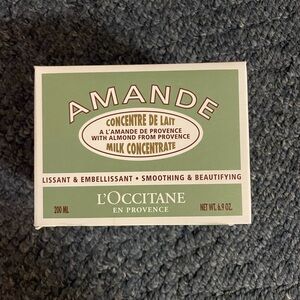 AMANDE
CONCENTRE DE LAIT
A L'AMANDE DE PROVENCE
WITH ALMOND FROM PROVENCE
MILK CONCENTRATE
LISSANT & EMBELLISSANT • SMOOTHING & BEAUTIFYING
L'OCCITANE
EN PROVENCE
200 ML NET WT. 6.9 OZ.